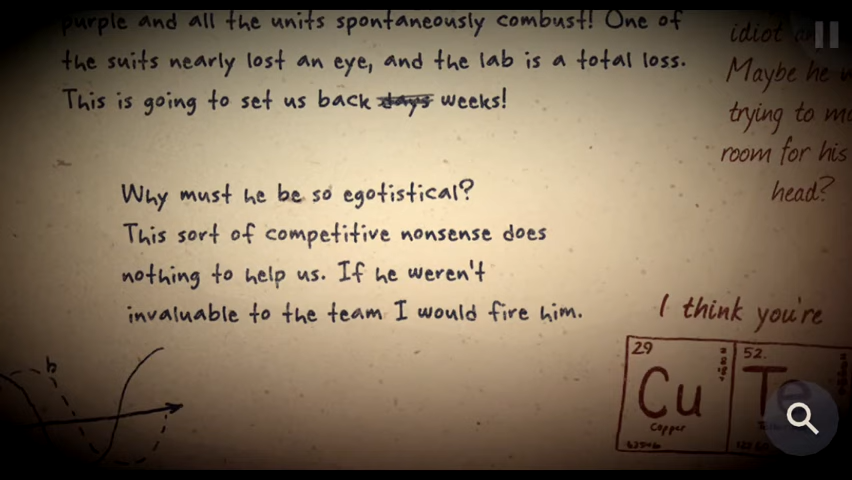 purple and all the units spontaneously combust! One of
the suits nearly lost an eye, and the lab is a total loss.
This is going to set us back days weeks!
Why must he be so egotistical?
This sort of competitive nonsense does
nothing to help us. If he weren't
invaluable to the team I would fire him.
b
idiot
Maybe he
trying to
room for his
head?
I think you're
29
Cu
Copper
52.
Te